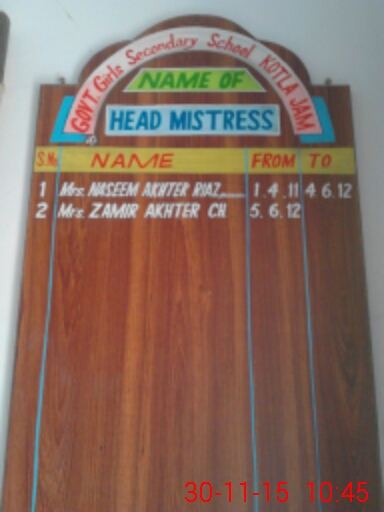 GOVT Girls Secondary School KOTLA JAM
NAME OF
HEAD MISTRESS
S.No NAME FROM TO
1 Mrs. NASEEM AKHTER RIAZ 1.4.11 4 6.12
2 Mrs. ZAMIR AKHTER CH 5.6.12
30-11-15 10:45